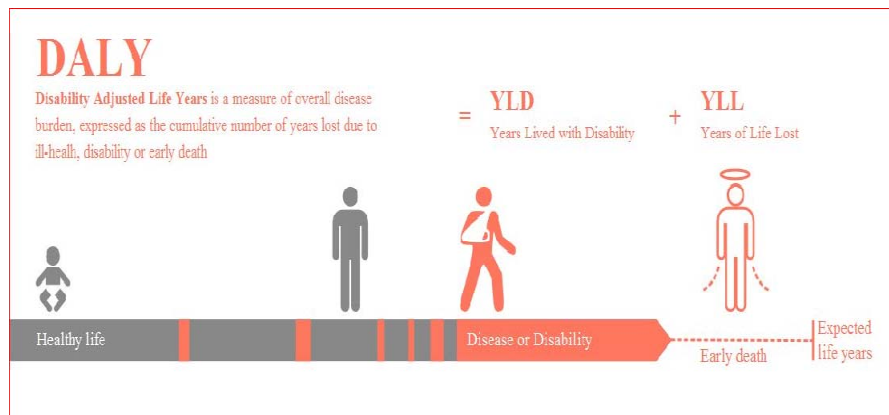 DALY
Disability Adjusted Life Years is a measure of overall disease
burden, expressed as the cumulative number of years lost due to
ill-healh, disability or early death
= YLD + YLL
Years Lived with Disability
Years of Life Lost
Healthy life
Disease or Disability
Early death
Expected
life years